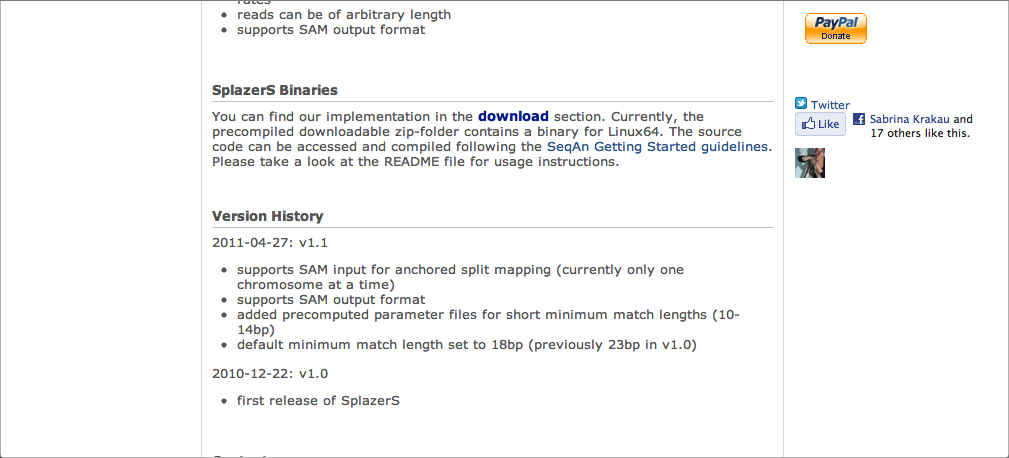 rates
reads can be of arbitrary length
supports SAM output format
SplazerS Binaries
You can find our implementation in the download section. Currently, the
precompiled downloadable zip-folder contains a binary for Linux64. The source
code can be accessed and compiled following the SeqAn Getting Started guidelines.
Please take a look at the README file for usage instructions.
Version History
2011-04-27: v1.1
supports SAM input for anchored split mapping (currently only one
chromosome at a time)
supports SAM output format
added precomputed parameter files for short minimum match lengths (10-
14bp)
default minimum match length set to 18bp (previously 23bp in v1.0)
2010-12-22: v1.0
first release of SplazerS
PayPal
Donate
Twitter
Like
Sabrina Krakau and
17 others like this.